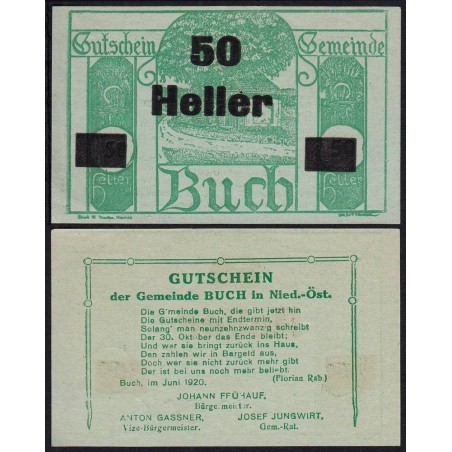 Gutschein Gemeinde
50
Heller
Heller Heller
Buch
GUTSCHEIN
der Gemeinde BUCH in Nied.-Öst.
Die G'meinde Buch, die gibt jetzt hin
Die Gutscheine mit Endtermin,
Solang' man neunzehnzwanzig schreibt
Der 30. Oktober das Ende bleibt;
Und wer sie bringt zurück ins Haus,
Den zahlen wir in Bargeld aus,
Doch wer sie nicht zurück mehr gibt
Der ist bei uns noch mehr beliebt.
Buch, im Juni 1920. (Florian Rab.)
JOHANN FFÜHAUF,
Bürgermeister.
ANTON GASSNER, JOSEF JUNGWIRT,
Vize-Bürgermeister. Gem.-Rat.